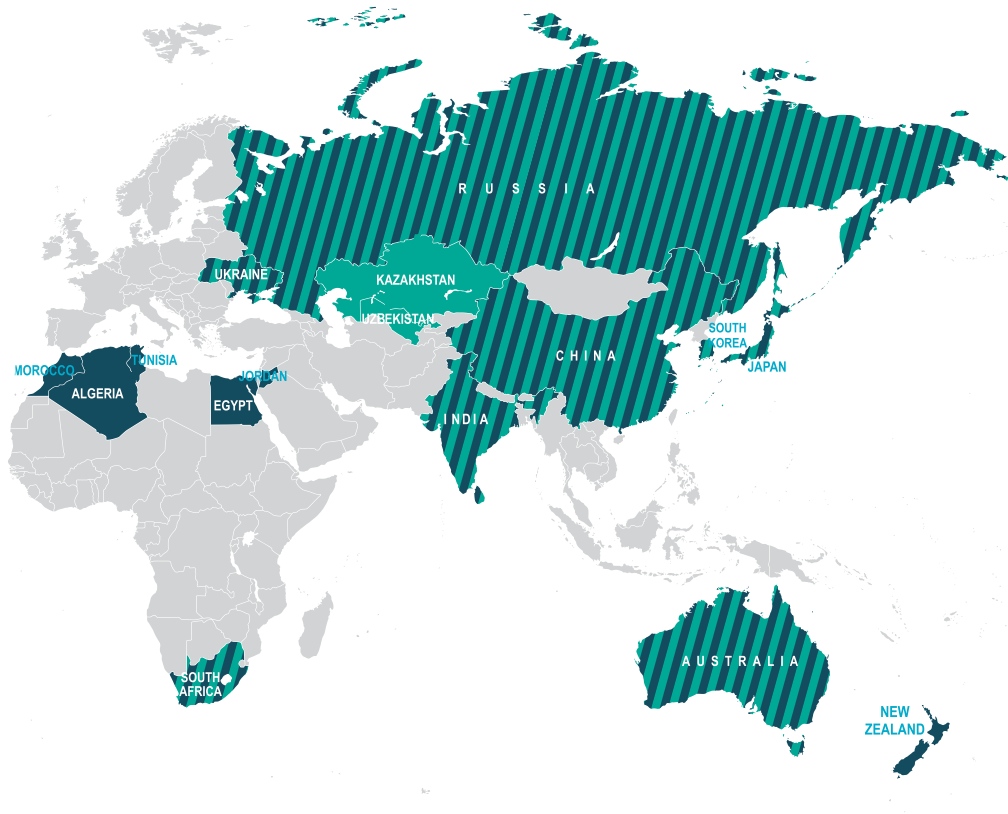 RUSSIA
UKRAINE
KAZAKHSTAN
UZBEKISTAN
SOUTH
KOREA
JAPAN
CHINA
MOROCCO
TUNISIA
ALGERIA
JORDAN
EGYPT
INDIA
SOUTH
AFRICA
AUSTRALIA
NEW
ZEALAND